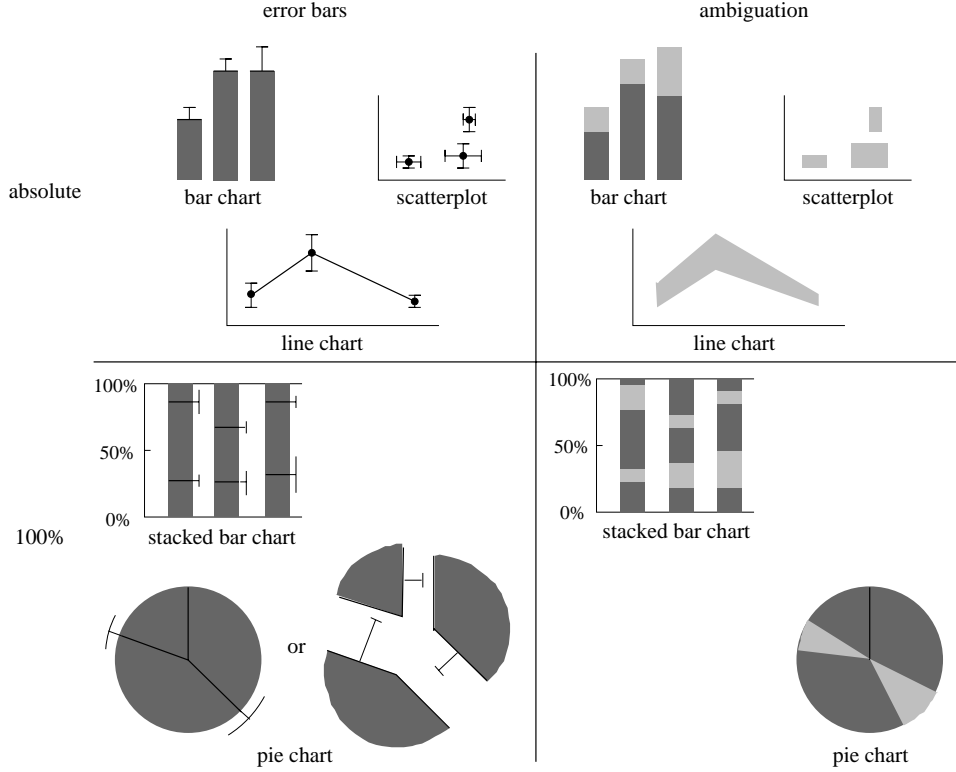 error bars
ambiguation
absolute
bar chart
scatterplot
bar chart
scatterplot
line chart
line chart
100%
50%
0%
stacked bar chart
100%
50%
0%
stacked bar chart
100%
or
pie chart
pie chart